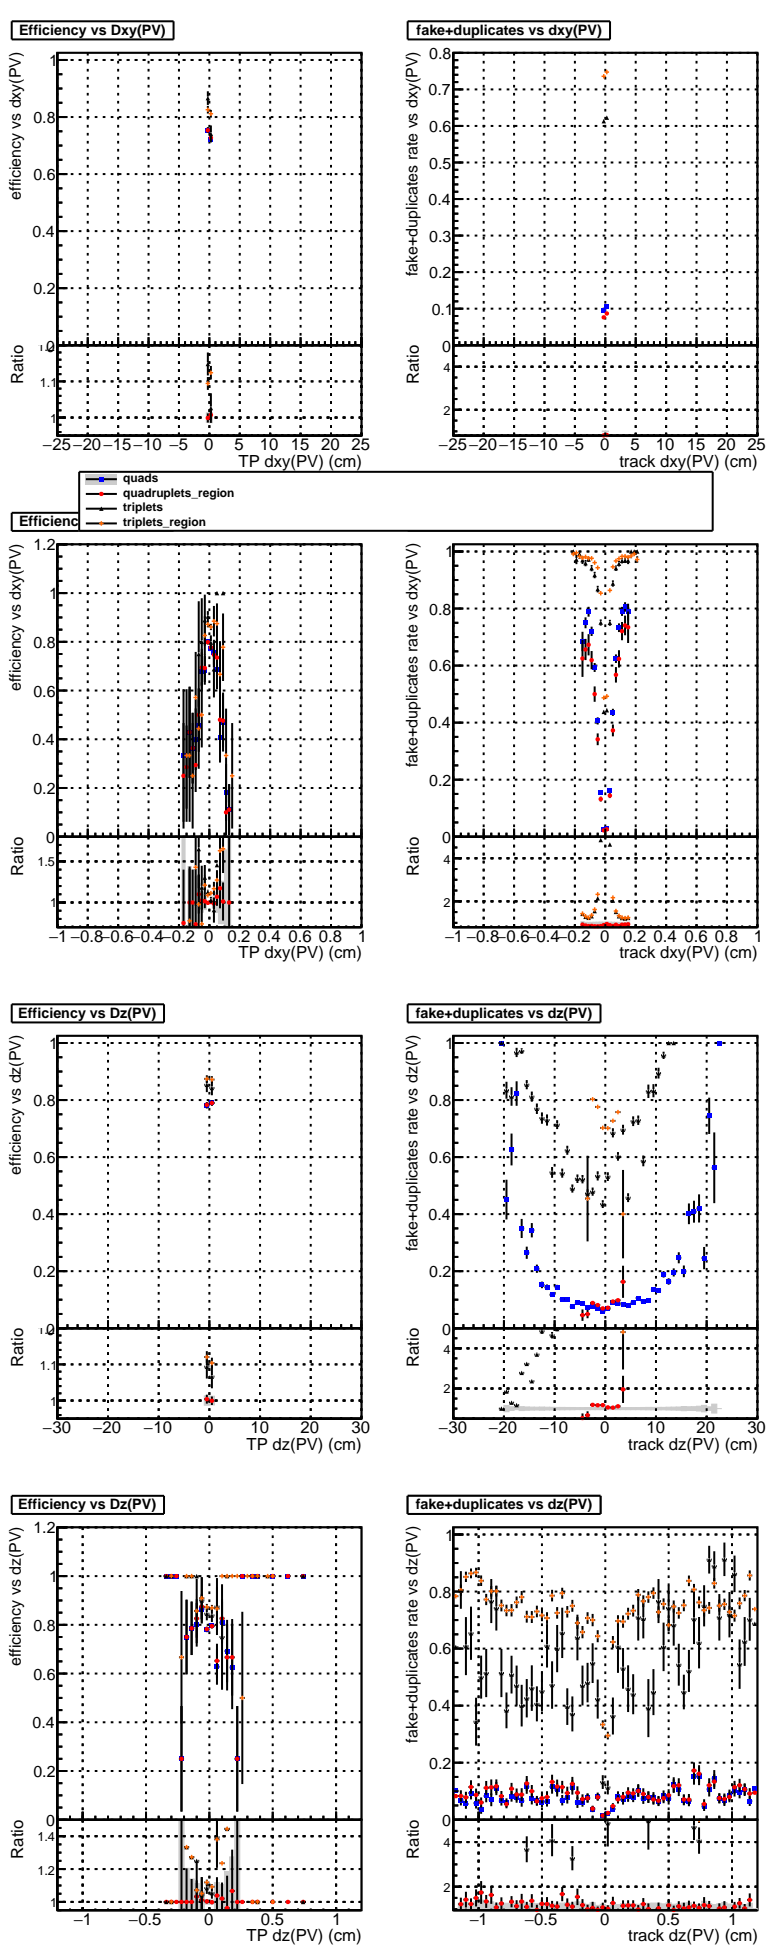 Efficiency vs Dxy(PV)
fake+duplicates vs dxy(PV)
efficiency vs dxy(PV)
1
0.8
0.6
0.4
0.2
0
Ratio
1.1
1
−25 −20 −15 −10 −5 0 5 10 15 20 25
TP dxy(PV) (cm)
fake+duplicates rate vs dxy(PV)
0.8
0.7
0.6
0.5
0.4
0.3
0.2
0.1
0
Ratio
4
2
−25 −20 −15 −10 −5 0 5 10 15 20 25
track dxy(PV) (cm)
quads
quadruplets_region
triplets
triplets_region
Efficienc
efficiency vs dxy(PV)
1.2
1
0.8
0.6
0.4
0.2
0
Ratio
1.5
1
−1 −0.8 −0.6 −0.4 −0.2 0 0.2 0.4 0.6 0.8 1
TP dxy(PV) (cm)
fake+duplicates rate vs dxy(PV)
1
0.8
0.6
0.4
0.2
0
Ratio
4
2
−1 −0.8 −0.6 −0.4 −0.2 0 0.2 0.4 0.6 0.8 1
track dxy(PV) (cm)
Efficiency vs Dz(PV)
fake+duplicates vs dz(PV)
efficiency vs dz(PV)
1
0.8
0.6
0.4
0.2
0
Ratio
1.1
1
−30 −20 −10 0 10 20 30
TP dz(PV) (cm)
fake+duplicates rate vs dz(PV)
1
0.8
0.6
0.4
0.2
0
Ratio
4
2
−30 −20 −10 0 10 20 30
track dz(PV) (cm)
Efficiency vs Dz(PV)
fake+duplicates vs dz(PV)
efficiency vs dz(PV)
1.2
1
0.8
0.6
0.4
0.2
0
Ratio
1.4
1.2
1
−1 −0.5 0 0.5 1
TP dz(PV) (cm)
fake+duplicates rate vs dz(PV)
1
0.8
0.6
0.4
0.2
0
Ratio
4
2
−1 −0.5 0 0.5 1
track dz(PV) (cm)